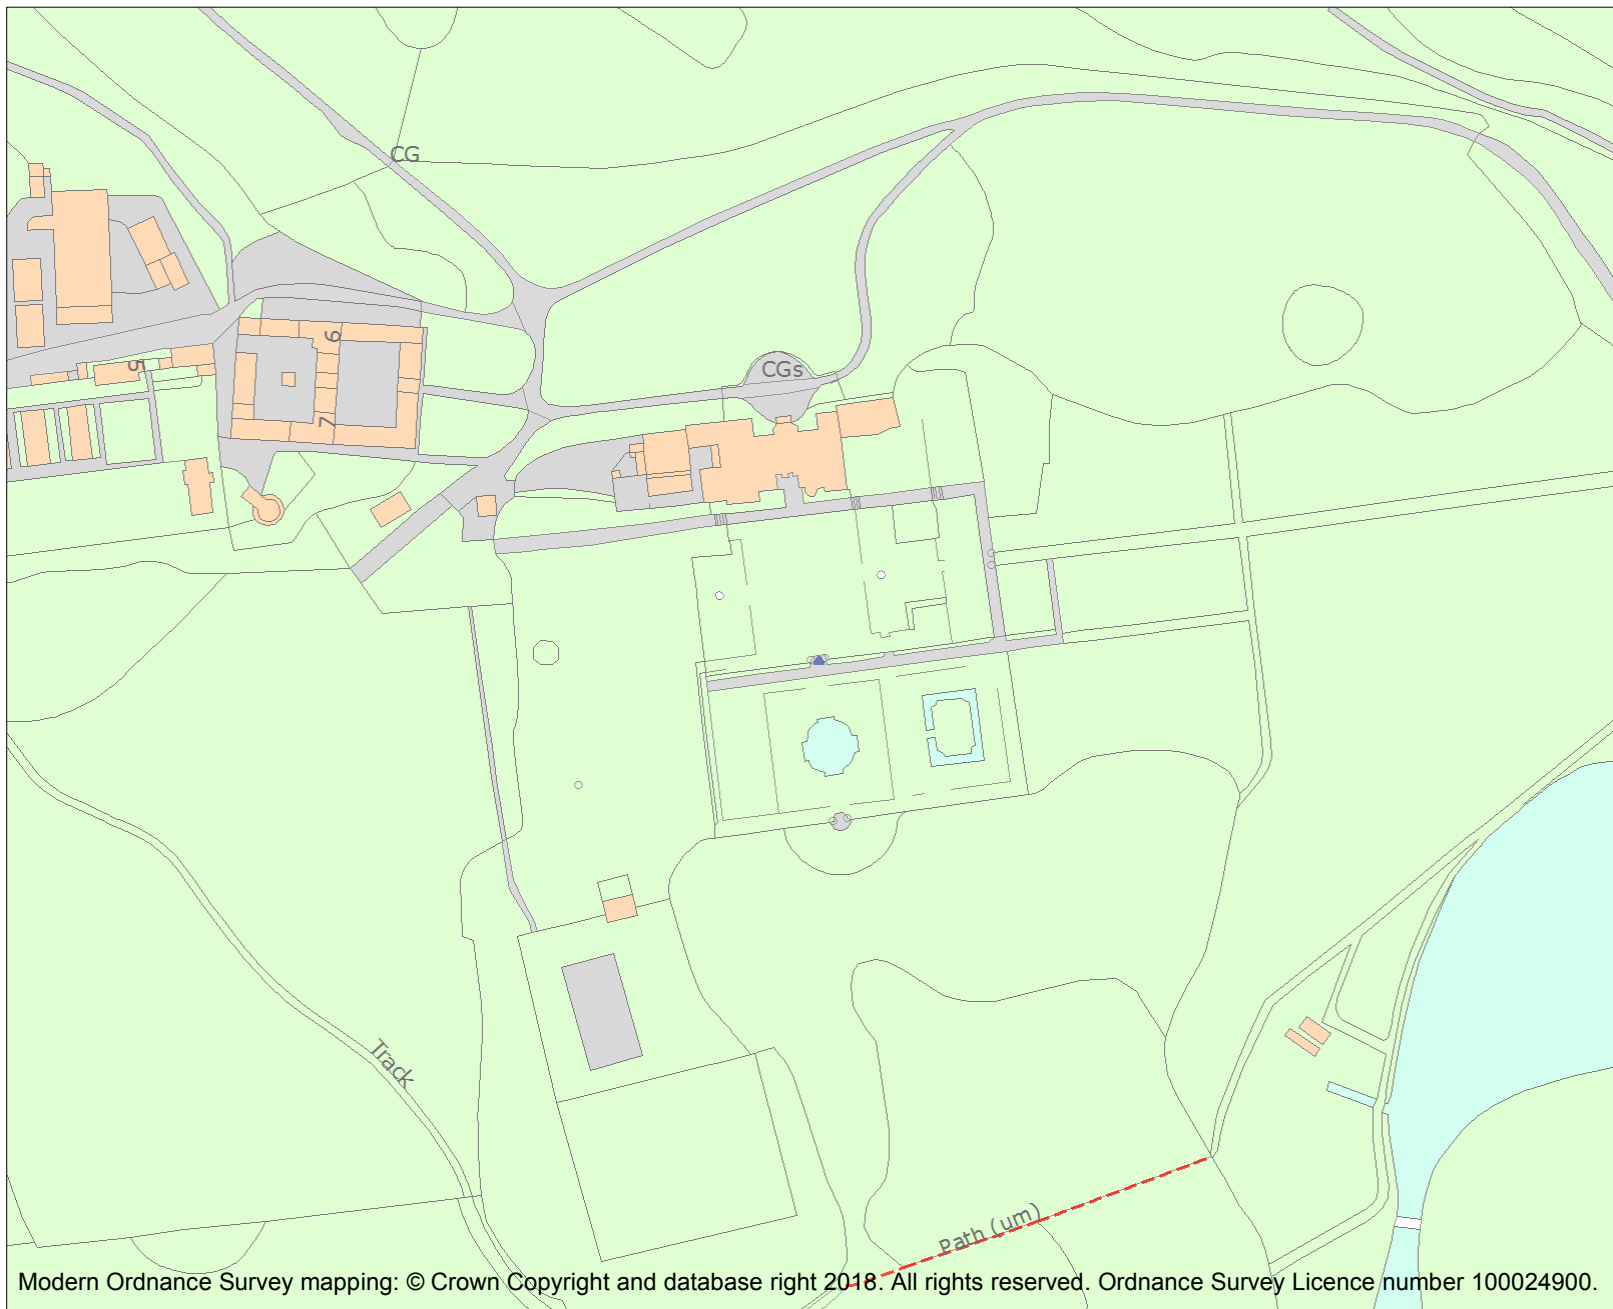 CG
6
5
CGs
7
Track
Path (um)
Modern Ordnance Survey mapping: © Crown Copyright and database right 2018. All rights reserved. Ordnance Survey Licence number 100024900.